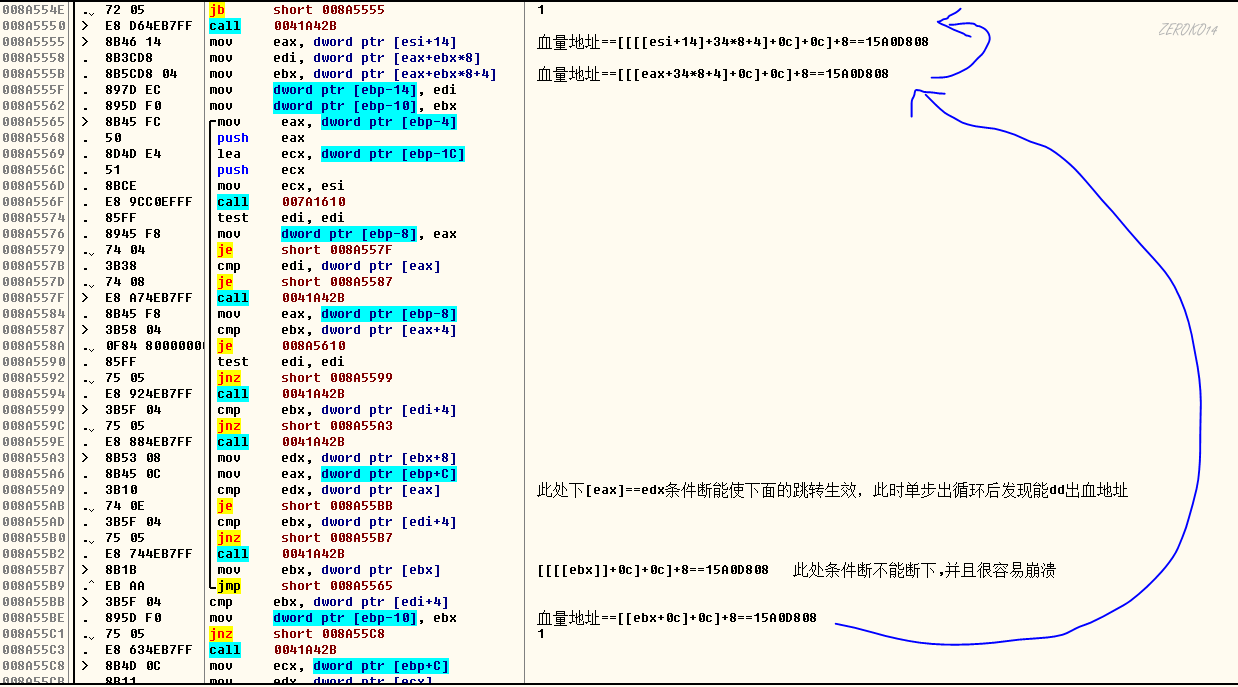 008A554E .⌄ 72 05 jb short 008A5555 1
008A5550 > E8 D64EB7FF call 0041A42B
008A5555 > 8B46 14 mov eax, dword ptr [esi+14] 血量地址==[[[[esi+14]+34*8+4]+0c]+0c]+8==15A0D808
008A5558 . 8B3CD8 mov edi, dword ptr [eax+ebx*8]
008A555B . 8B5CD8 04 mov ebx, dword ptr [eax+ebx*8+4] 血量地址==[[[eax+34*8+4]+0c]+0c]+8==15A0D808
008A555F . 897D EC mov dword ptr [ebp-14], edi
008A5562 . 895D F0 mov dword ptr [ebp-10], ebx
008A5565 > 8B45 FC mov eax, dword ptr [ebp-4]
008A5568 . 50 push eax
008A5569 . 8D4D E4 lea ecx, dword ptr [ebp-1C]
008A556C . 51 push ecx
008A556D . 8BCE mov ecx, esi
008A556F . E8 9CC0EFFF call 007A1610
008A5574 . 85FF test edi, edi
008A5576 . 8945 F8 mov dword ptr [ebp-8], eax
008A5579 .⌄ 74 04 je short 008A557F
008A557B . 3B38 cmp edi, dword ptr [eax]
008A557D .⌄ 74 08 je short 008A5587
008A557F > E8 A74EB7FF call 0041A42B
008A5584 . 8B45 F8 mov eax, dword ptr [ebp-8]
008A5587 > 3B58 04 cmp ebx, dword ptr [eax+4]
008A558A .⌄ 0F84 8000000 je 008A5610
008A5590 . 85FF test edi, edi
008A5592 .⌄ 75 05 jnz short 008A5599
008A5594 . E8 924EB7FF call 0041A42B
008A5599 > 3B5F 04 cmp ebx, dword ptr [edi+4]
008A559C .⌄ 75 05 jnz short 008A55A3
008A559E . E8 884EB7FF call 0041A42B
008A55A3 > 8B53 08 mov edx, dword ptr [ebx+8]
008A55A6 . 8B45 0C mov eax, dword ptr [ebp+C]
008A55A9 . 3B10 cmp edx, dword ptr [eax] 此处下[eax]==edx条件断能使下面的跳转生效，此时单步出循环后发现能dd出血地址
008A55AB .⌄ 74 0E je short 008A55BB
008A55AD . 3B5F 04 cmp ebx, dword ptr [edi+4]
008A55B0 .⌄ 75 05 jnz short 008A55B7
008A55B2 . E8 744EB7FF call 0041A42B
008A55B7 > 8B1B mov ebx, dword ptr [ebx] [[[[ebx]]+0c]+0c]+8==15A0D808 此处条件断不能断下,并且很容易崩溃
008A55B9 .^ EB AA jmp short 008A5565
008A55BB > 3B5F 04 cmp ebx, dword ptr [edi+4]
008A55BE . 895D F0 mov dword ptr [ebp-10], ebx 血量地址==[[ebx+0c]+0c]+8==15A0D808
008A55C1 .⌄ 75 05 jnz short 008A55C8 1
008A55C3 . E8 634EB7FF call 0041A42B
008A55C8 > 8B4D 0C mov ecx, dword ptr [ebp+C]
008A55CB . 8B11 mov edx, dword ptr [ecx]